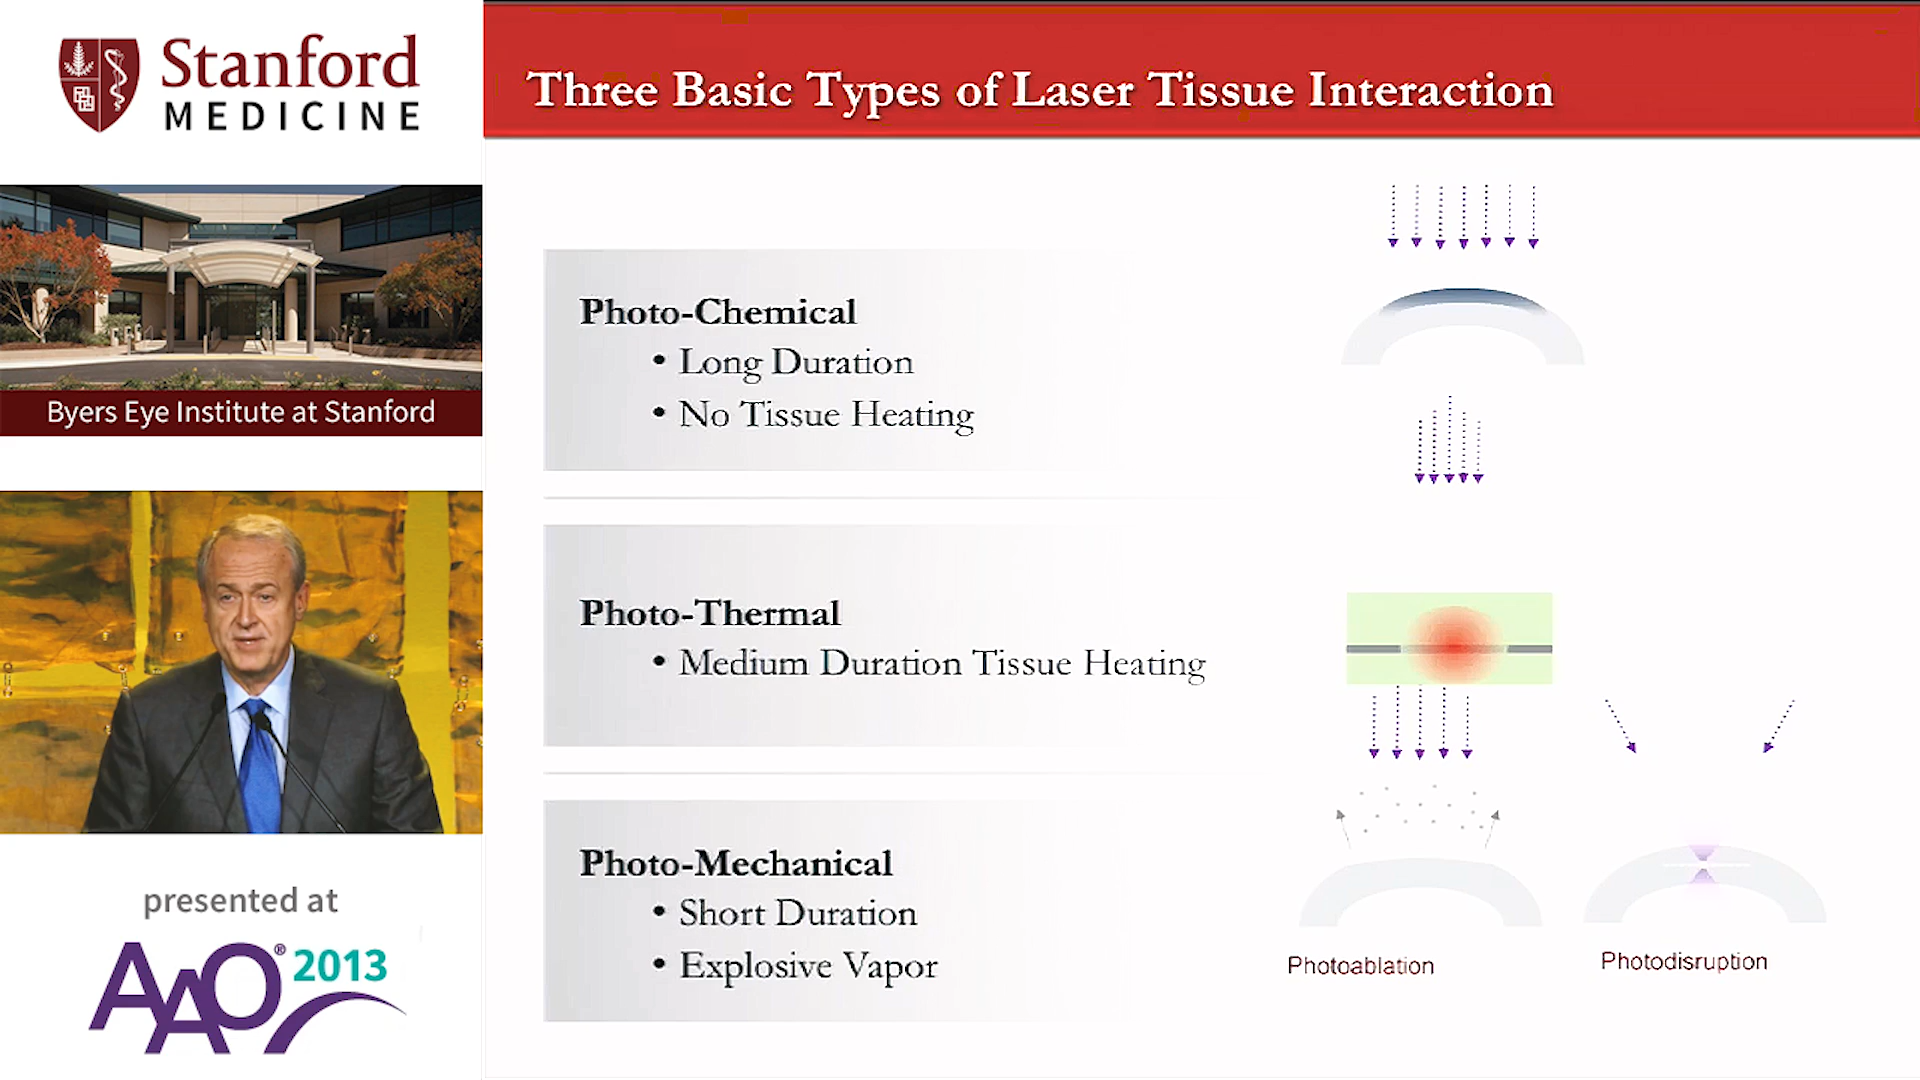 Stanford
MEDICINE
Byers Eye Institute at Stanford
presented at
AAO® 2013
Three Basic Types of Laser Tissue Interaction
Photo-Chemical
• Long Duration
• No Tissue Heating
Photo-Thermal
• Medium Duration Tissue Heating
Photo-Mechanical
• Short Duration
• Explosive Vapor
Photoablation
Photodisruption